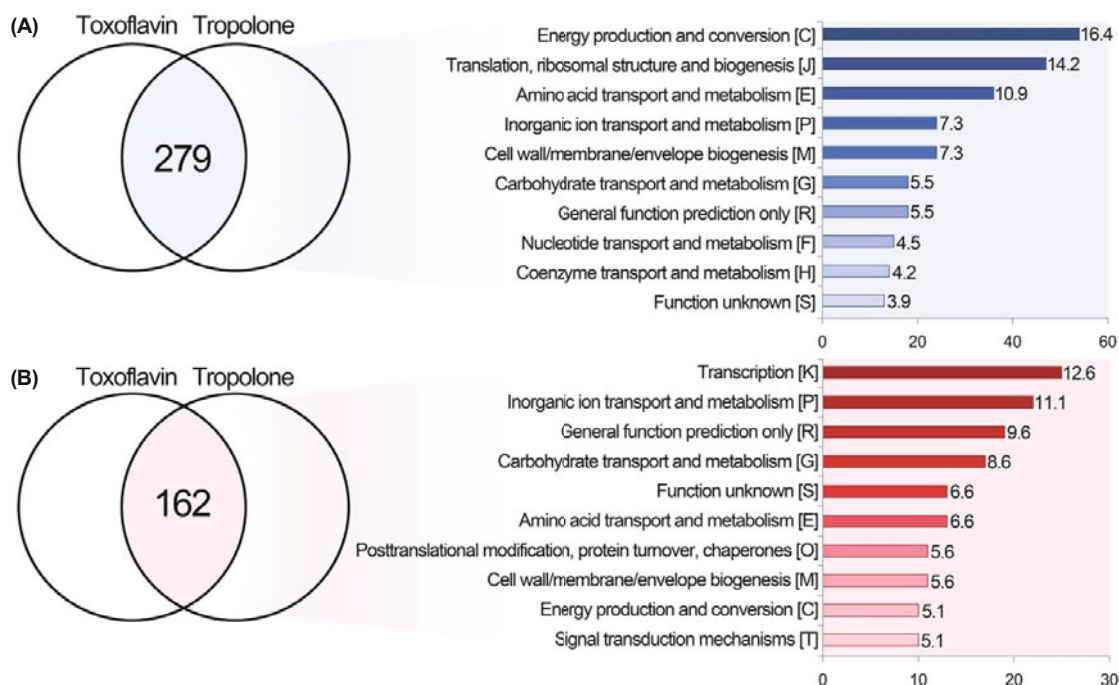 (A)
Toxoflavin Tropolone
279
Energy production and conversion [C] 16.4
Translation, ribosomal structure and biogenesis [J] 14.2
Amino acid transport and metabolism [E] 10.9
Inorganic ion transport and metabolism [P] 7.3
Cell wall/membrane/envelope biogenesis [M] 7.3
Carbohydrate transport and metabolism [G] 5.5
General function prediction only [R] 5.5
Nucleotide transport and metabolism [F] 4.5
Coenzyme transport and metabolism [H] 4.2
Function unknown [S] 3.9
0 20 40 60
(B)
Toxoflavin Tropolone
162
Transcription [K] 12.6
Inorganic ion transport and metabolism [P] 11.1
General function prediction only [R] 9.6
Carbohydrate transport and metabolism [G] 8.6
Function unknown [S] 6.6
Amino acid transport and metabolism [E] 6.6
Posttranslational modification, protein turnover, chaperones [O] 5.6
Cell wall/membrane/envelope biogenesis [M] 5.6
Energy production and conversion [C] 5.1
Signal transduction mechanisms [T] 5.1
0 10 20 30